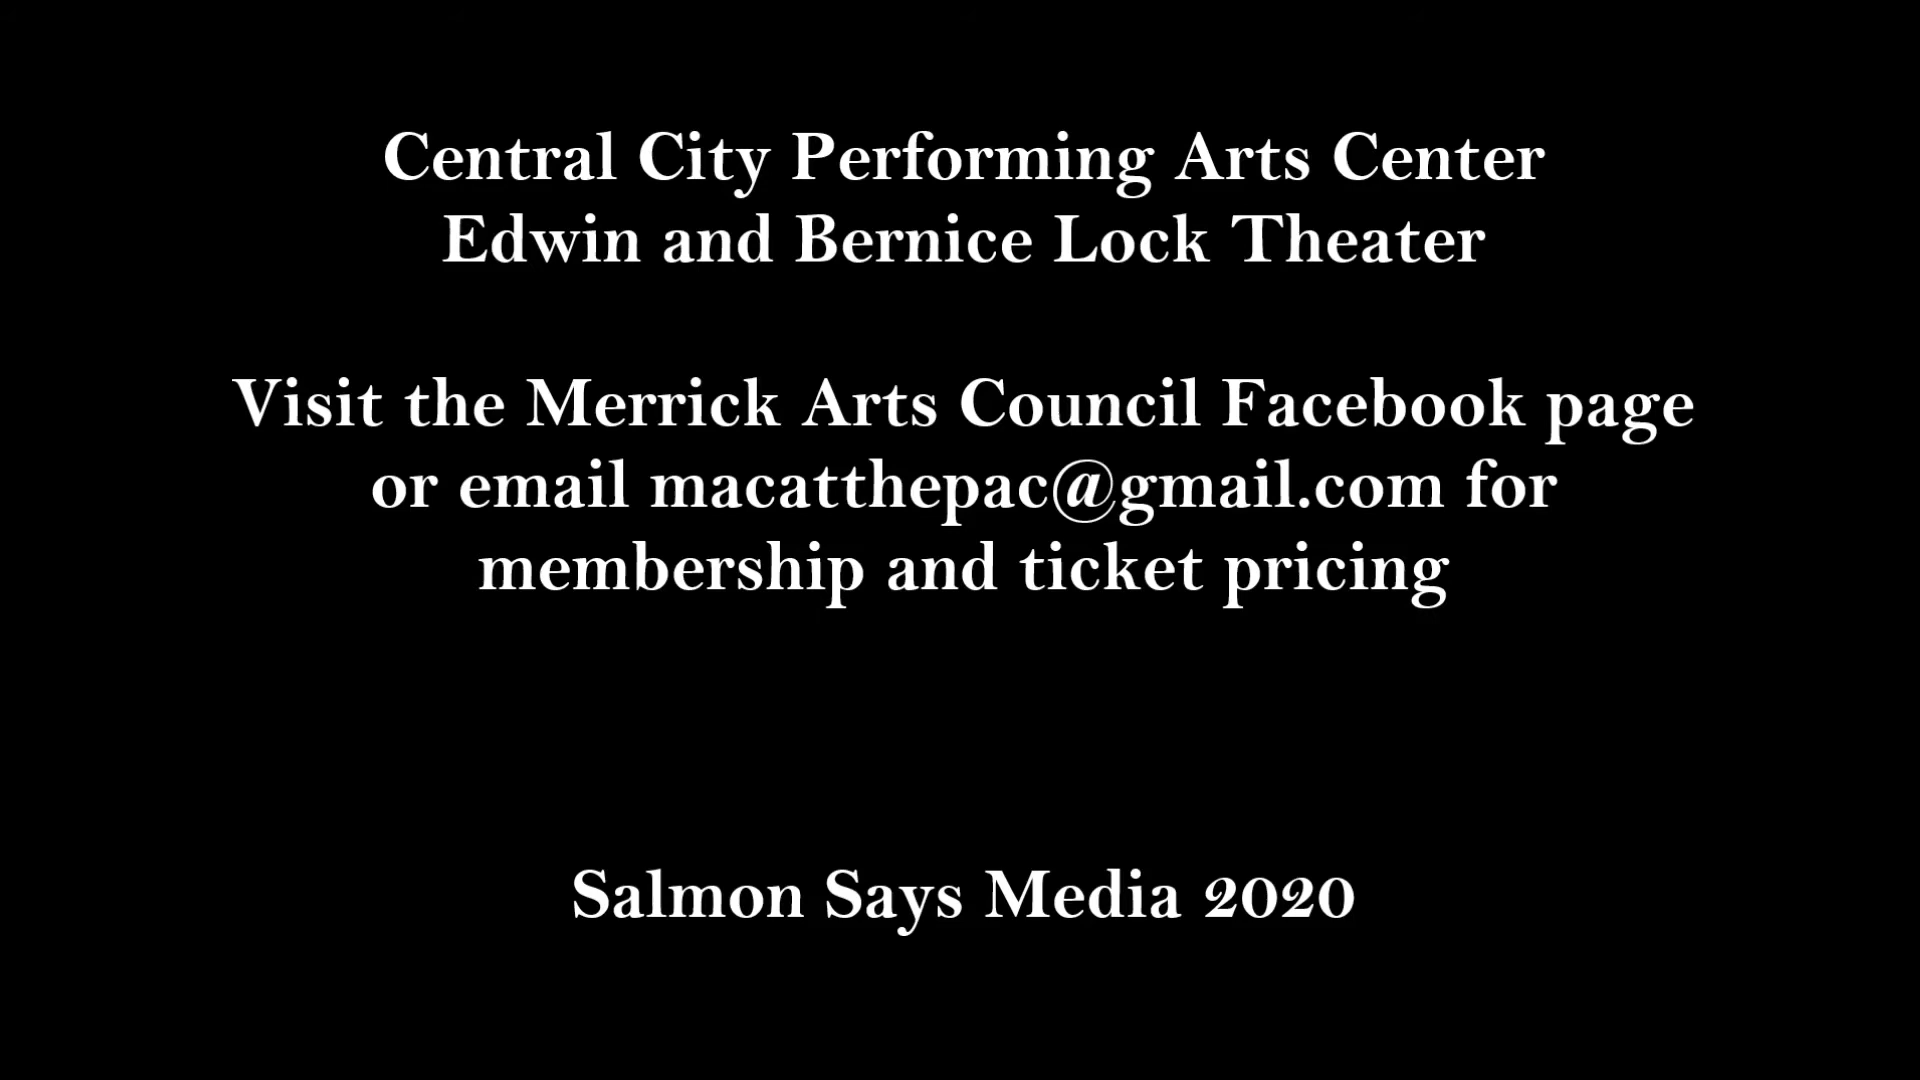 Central City Performing Arts Center
Edwin and Bernice Lock Theater
Visit the Merrick Arts Council Facebook page
or email macatthepac@gmail.com for
membership and ticket pricing
Salmon Says Media 2020